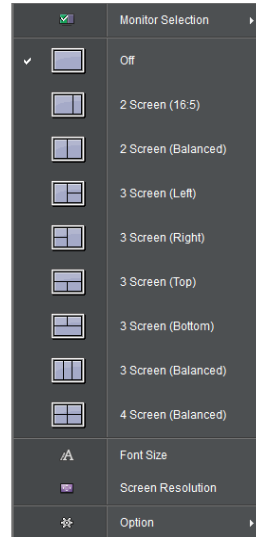 Monitor Selection
Off
2 Screen (16:5)
2 Screen (Balanced)
3 Screen (Left)
3 Screen (Right)
3 Screen (Top)
3 Screen (Bottom)
3 Screen (Balanced)
4 Screen (Balanced)
Font Size
Screen Resolution
Option